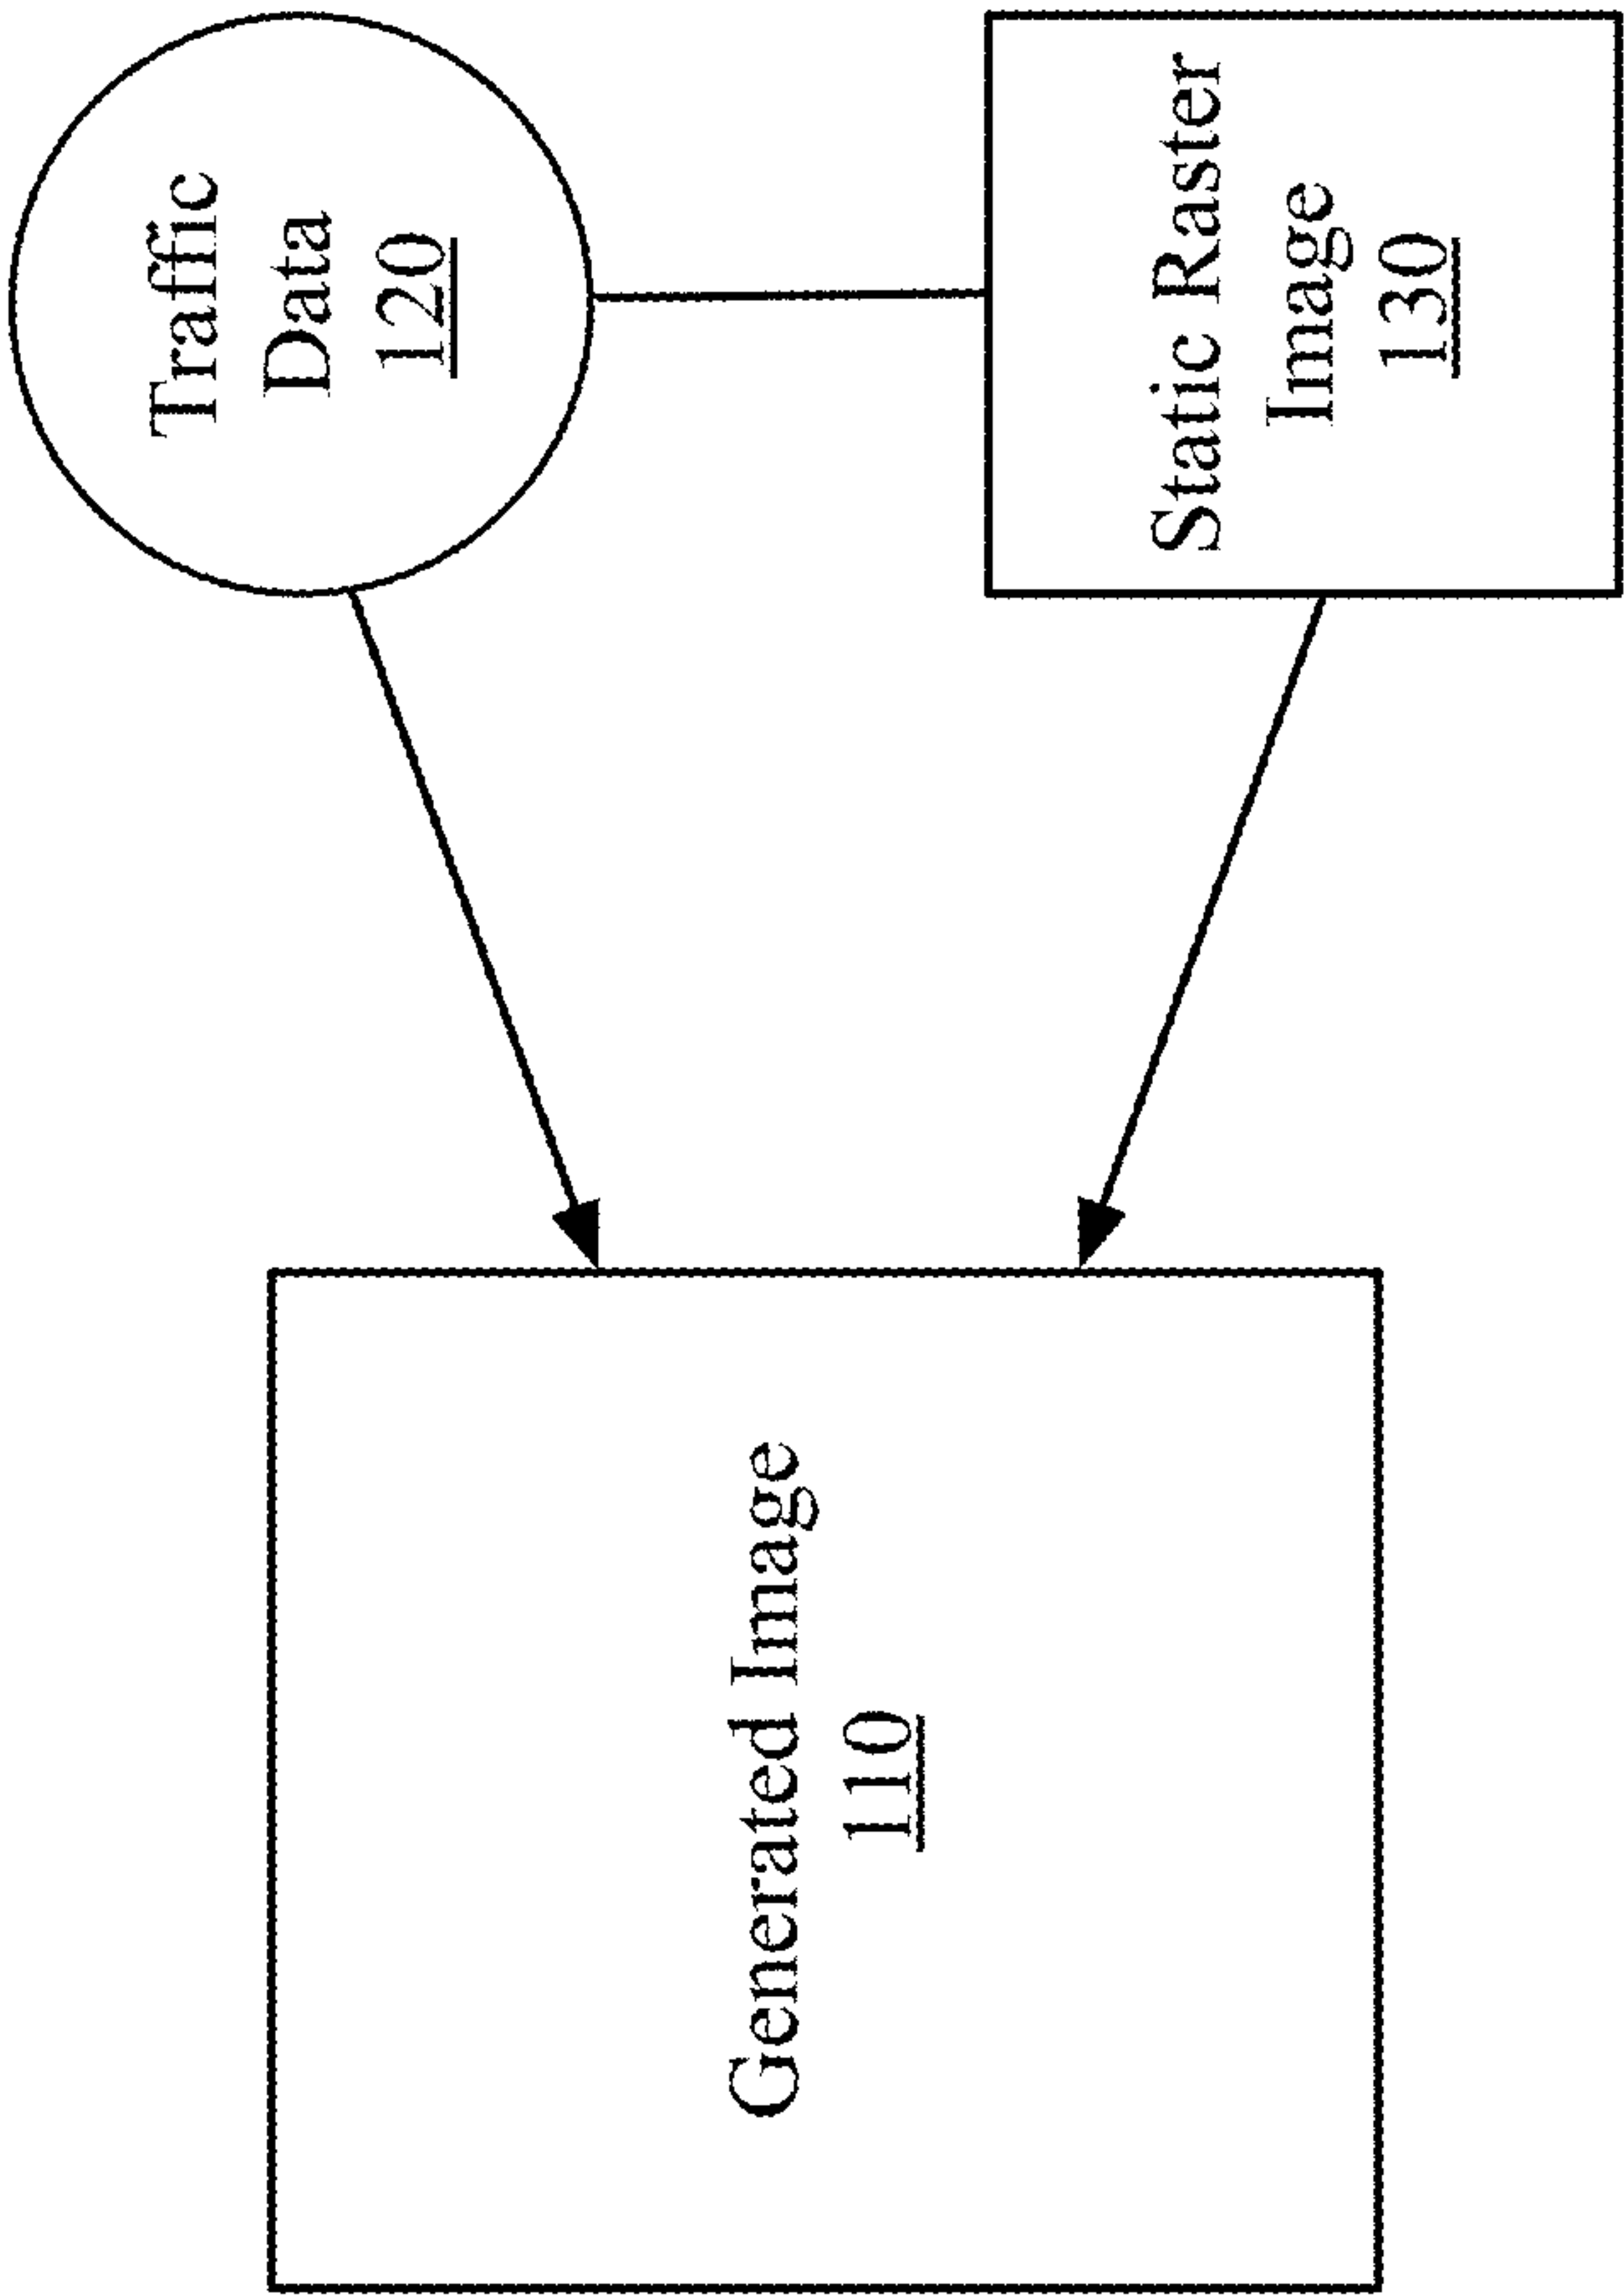 Traffic
Data
120
Static Raster
Image
130
Generated Image
110